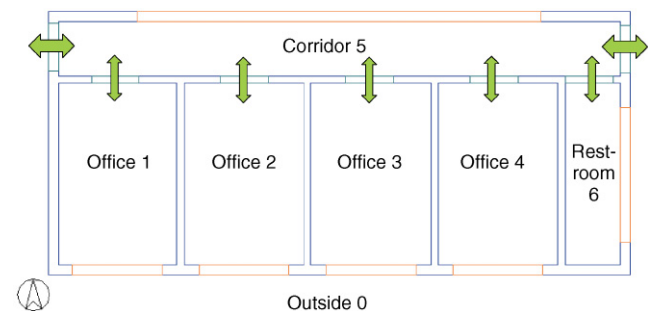 Corridor 5
Office 1
Office 2
Office 3
Office 4
Rest-
room
6
Outside 0